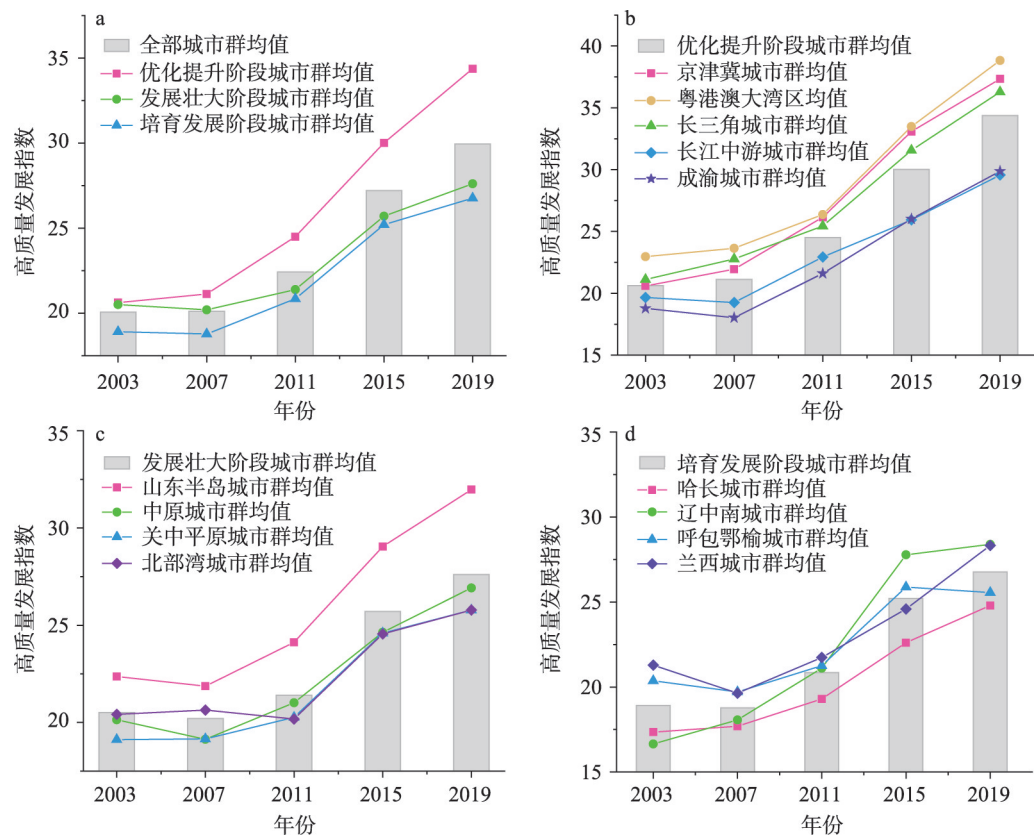 a
全部城市群均值
优化提升阶段城市群均值
发展壮大阶段城市群均值
培育发展阶段城市群均值
35
30
25
20
高质量发展指数
2003 2007 2011 2015 2019
年份
b
优化提升阶段城市群均值
京津冀城市群均值
粤港澳大湾区均值
长三角城市群均值
长江中游城市群均值
成渝城市群均值
40
35
30
25
20
15
高质量发展指数
2003 2007 2011 2015 2019
年份
c
发展壮大阶段城市群均值
山东半岛城市群均值
中原城市群均值
关中平原城市群均值
北部湾城市群均值
35
30
25
20
高质量发展指数
2003 2007 2011 2015 2019
年份
d
培育发展阶段城市群均值
哈长城市群均值
辽中南城市群均值
呼包鄂榆城市群均值
兰西城市群均值
35
30
25
20
15
高质量发展指数
2003 2007 2011 2015 2019
年份